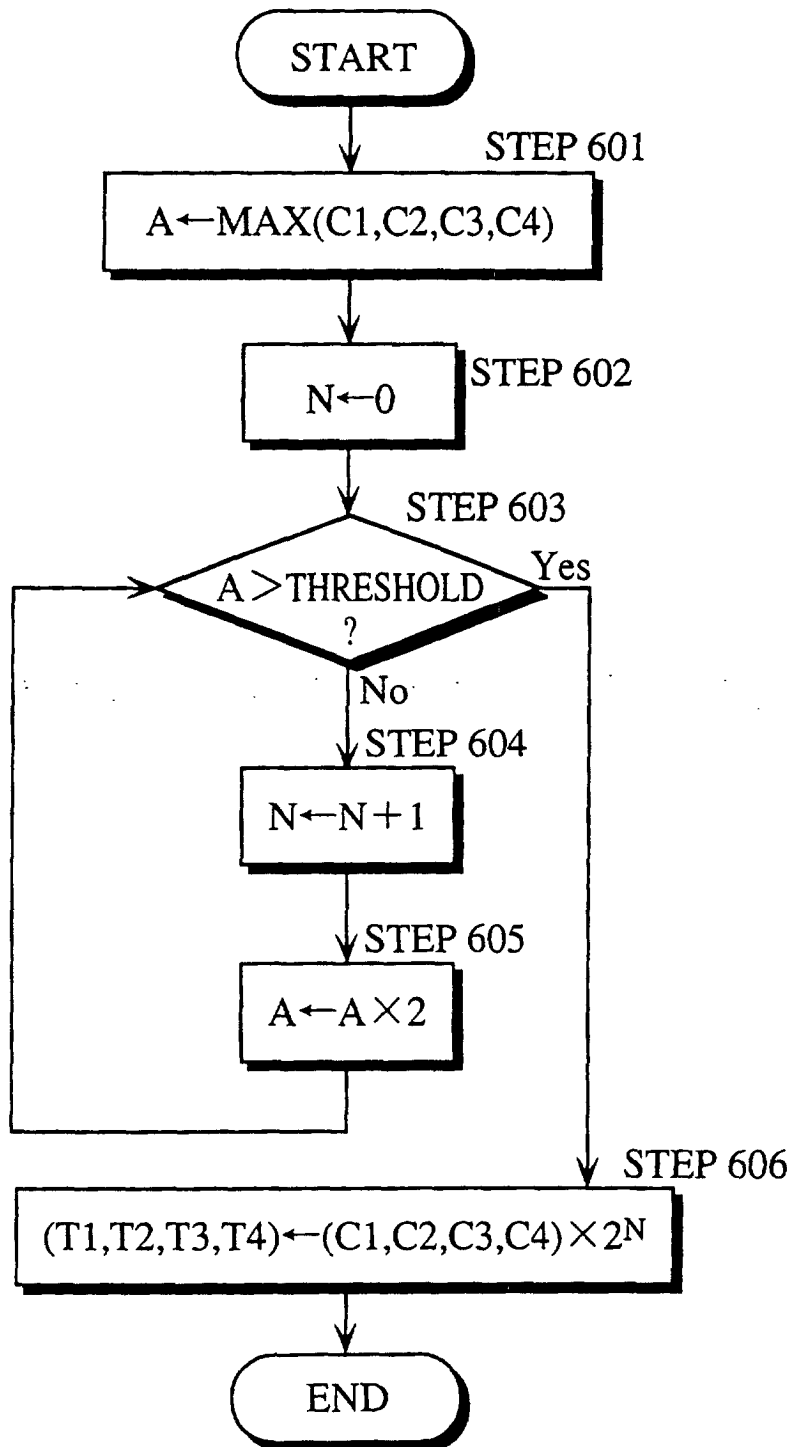 START
STEP 601
A←MAX(C1,C2,C3,C4)
STEP 602
N←0
STEP 603
A>THRESHOLD
?
Yes
No
STEP 604
N←N+1
STEP 605
A←A×2
STEP 606
(T1,T2,T3,T4)←(C1,C2,C3,C4)×2ᴺ
END